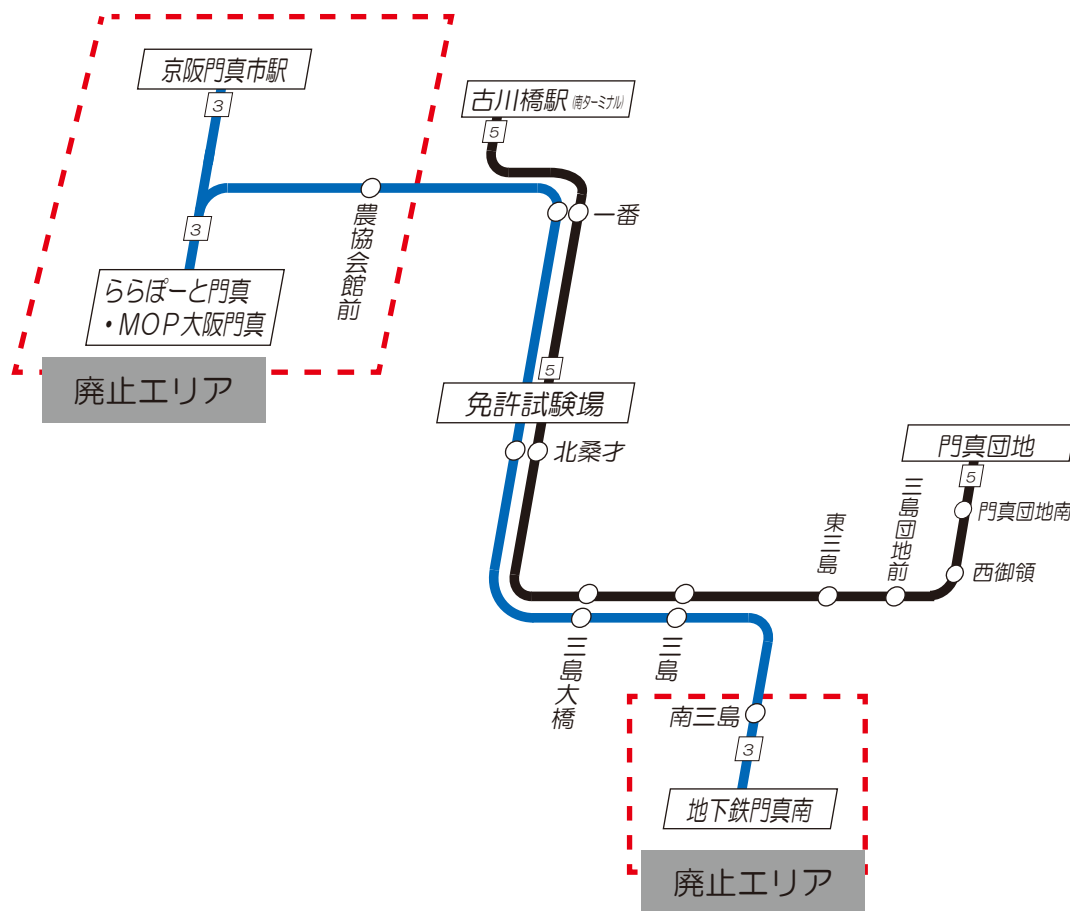 京阪門真市駅
3
古川橋駅(南ターミナル)
5
農協会館前
一番
3
ららぽーと門真
・MOP大阪門真
廃止エリア
5
免許試験場
北桑才
門真団地
5
門真団地南
三島団地前
東三島
西御領
三島大橋
三島
南三島
3
地下鉄門真南
廃止エリア